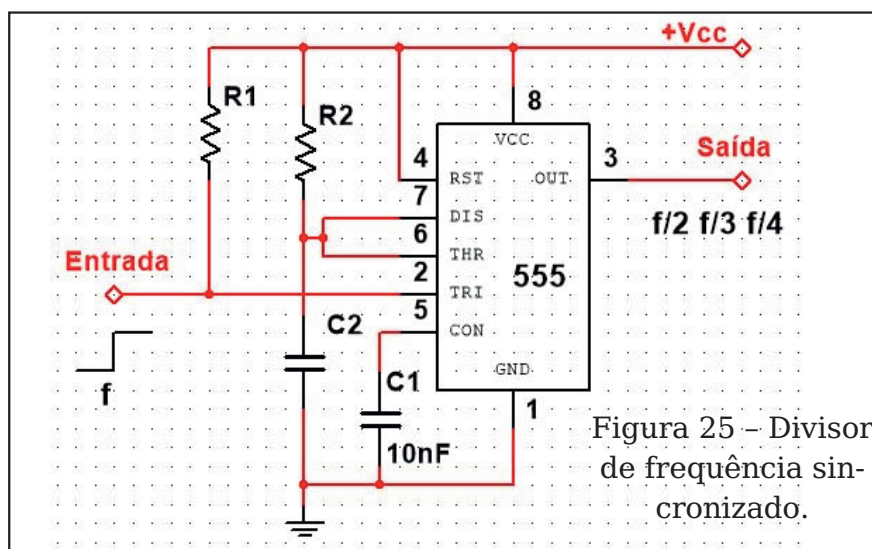 +Vcc
R1
R2
8
VCC
4
RST
OUT
3
Saída
7
DIS
f/2 f/3 f/4
6
THR
Entrada
2
TRI
555
5
CON
C2
f
GND
C1
1
10nF
Figura 25 – Divisor
de frequência sin-
cronizado.